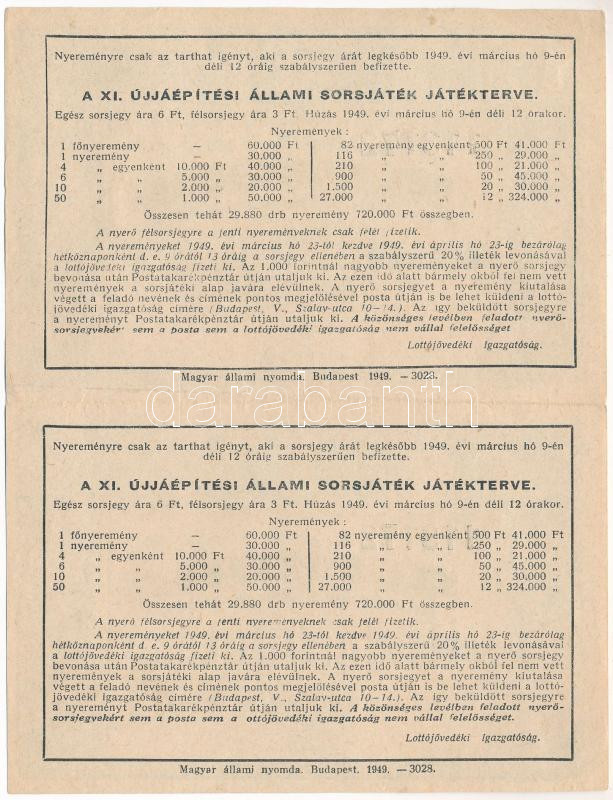 Nyereményre csak az tarthat igényt, aki a sorsjegy árát legkésőbb 1949. évi március hó 9-én
déli 12 óráig szabályszerűen befizette.
A XI. ÚJJÁÉPÍTÉSI ÁLLAMI SORSJÁTÉK JÁTÉKTERVE.
Egész sorsjegy ára 6 Ft, félsorsjegy ára 3 Ft. Húzás 1949. évi március hó 9-én déli 12 órakor.
Nyeremények :
1 főnyeremény — 60.000 Ft 82 nyeremény egyenként 500 Ft 41.000 Ft
1 nyeremény — 30.000 „ 116 „ „ 250 „ 29.000 „
4 „ egyenként 10.000 Ft 40.000 „ 210 „ „ 100 „ 21.000 „
6 „ „ 5.000 „ 30.000 „ 900 „ „ 50 „ 45.000 „
10 „ „ 2.000 „ 20.000 „ 1.500 „ „ 20 „ 30.000 „
50 „ „ 1.000 „ 50.000 „ 27.000 „ „ 12 „ 324.000 „
Összesen tehát 29.880 drb nyeremény 720.000 Ft összegben.
A nyerő félsorsjegyre a fenti nyereményeknek csak felét fizetik.
A nyereményeket 1949. évi március hó 23-tól kezdve 1949. évi április hó 23-ig bezárólag
hétköznaponként d. e. 9 órától 13 óráig a sorsjegy ellenében a szabályszerű 20% illeték levonásával
a lottójövedéki igazgatóság fizeti ki. Az 1.000 forintnál nagyobb nyereményeket a nyerő sorsjegy
bevonása után Postatakarékpénztár útján utaljuk ki. Az ezen idő alatt bármely okból fel nem vett
nyeremények a sorsjátéki alap javára elévülnek. A nyerő sorsjegyet a nyeremény kiutalása
végett a feladó nevének és címének pontos megjelölésével posta útján is be lehet küldeni a lottó-
jövedéki igazgatóság címére (Budapest, V., Szalay-utca 10—14.). Az így beküldött sorsjegyre
a nyereményt Postatakarékpénztár útján utaljuk ki. A közönséges levélben feladott nyerő-
sorsjegyekért sem a posta sem a lottójövedéki igazgatóság nem vállal felelősséget
Lottójövedéki Igazgatóság.
Magyar állami nyomda. Budapest 1949. —3023.
darabanth
Nyereményre csak az tarthat igényt, aki a sorsjegy árát legkésőbb 1949. évi március hó 9-én
déli 12 óráig szabályszerűen befizette.
A XI. ÚJJÁÉPÍTÉSI ÁLLAMI SORSJÁTÉK JÁTÉKTERVE.
Egész sorsjegy ára 6 Ft, félsorsjegy ára 3 Ft. Húzás 1949. évi március hó 9-én déli 12 órakor.
Nyeremények :
1 főnyeremény — 60.000 Ft 82 nyeremény egyenként 500 Ft 41.000 Ft
1 nyeremény — 30.000 „ 116 „ „ 250 „ 29.000 „
4 „ egyenként 10.000 Ft 40.000 „ 210 „ „ 100 „ 21.000 „
6 „ „ 5.000 „ 30.000 „ 900 „ „ 50 „ 45.000 „
10 „ „ 2.000 „ 20.000 „ 1.500 „ „ 20 „ 30.000 „
50 „ „ 1.000 „ 50.000 „ 27.000 „ „ 12 „ 324.000 „
Összesen tehát 29.880 drb nyeremény 720.000 Ft összegben.
A nyerő félsorsjegyre a fenti nyereményeknek csak felét fizetik.
A nyereményeket 1949. évi március hó 23-tól kezdve 1949. évi április hó 23-ig bezárólag
hétköznaponként d. e. 9 órától 13 óráig a sorsjegy ellenében a szabályszerű 20% illeték levonásával
a lottójövedéki igazgatóság fizeti ki. Az 1.000 forintnál nagyobb nyereményeket a nyerő sorsjegy
bevonása után Postatakarékpénztár útján utaljuk ki. Az ezen idő alatt bármely okból fel nem vett
nyeremények a sorsjátéki alap javára elévülnek. A nyerő sorsjegyet a nyeremény kiutalása
végett a feladó nevének és címének pontos megjelölésével posta útján is be lehet küldeni a lottó-
jövedéki igazgatóság címére (Budapest, V., Szalay-utca 10—14.). Az így beküldött sorsjegyre
a nyereményt Postatakarékpénztár útján utaljuk ki. A közönséges levélben feladott nyerő-
sorsjegyekért sem a posta sem a ottójövedéki igazgatóság nem vállal felelősséget.
Lottójövedéki Igazgatóság.
Magyar állami nyomda. Budapest. 1949. —3028.